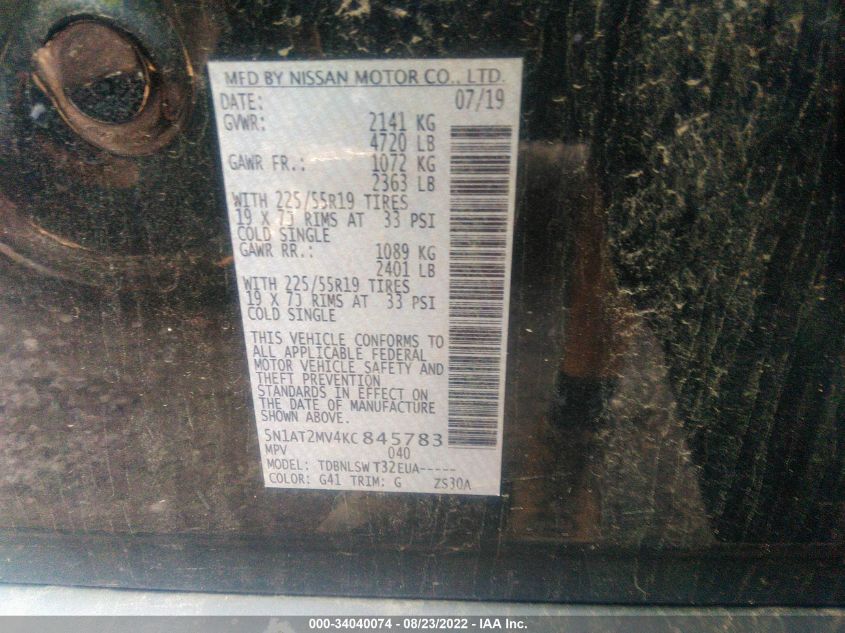 MFD BY NISSAN MOTOR CO., LTD.
DATE: 07/19
GVWR: 2141 KG
4720 LB
GAWR FR.: 1072 KG
2363 LB
WITH 225/55R19 TIRES
19 X 7J RIMS AT 33 PSI
COLD SINGLE
GAWR RR.: 1089 KG
2401 LB
WITH 225/55R19 TIRES
19 X 7J RIMS AT 33 PSI
COLD SINGLE
THIS VEHICLE CONFORMS TO
ALL APPLICABLE FEDERAL
MOTOR VEHICLE SAFETY AND
THEFT PREVENTION
STANDARDS IN EFFECT ON
THE DATE OF MANUFACTURE
SHOWN ABOVE.
5N1AT2MV4KC845783
MPV 040
MODEL: TDBNLSW T32EUA-----
COLOR: G41 TRIM: G ZS30A
000-34040074 - 08/23/2022 - IAA Inc.